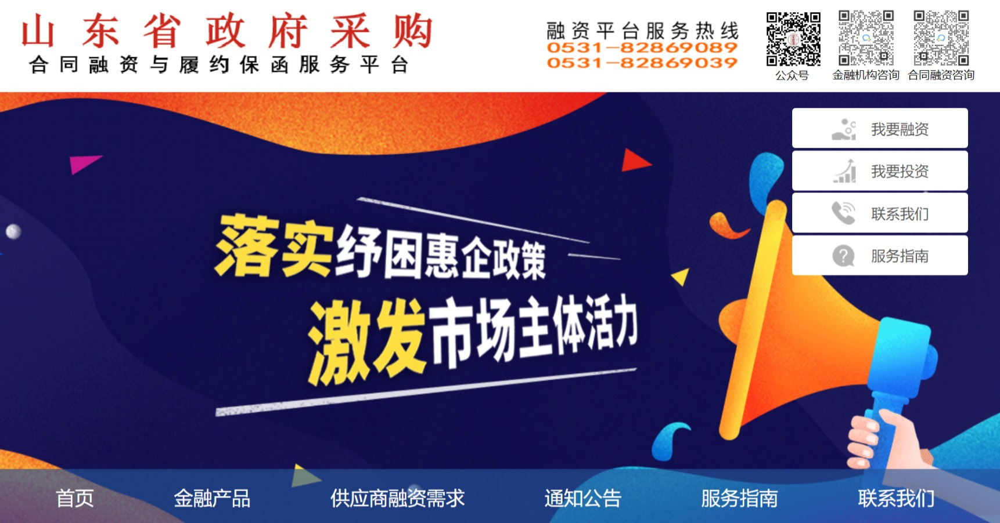 山东省政府采购
合同融资与履约保函服务平台
融资平台服务热线
0531-82869089
0531-82869039
公众号
金融机构咨询
合同融资咨询
我要融资
我要投资
联系我们
服务指南
落实纾困惠企政策
激发市场主体活力
首页
金融产品
供应商融资需求
通知公告
服务指南
联系我们